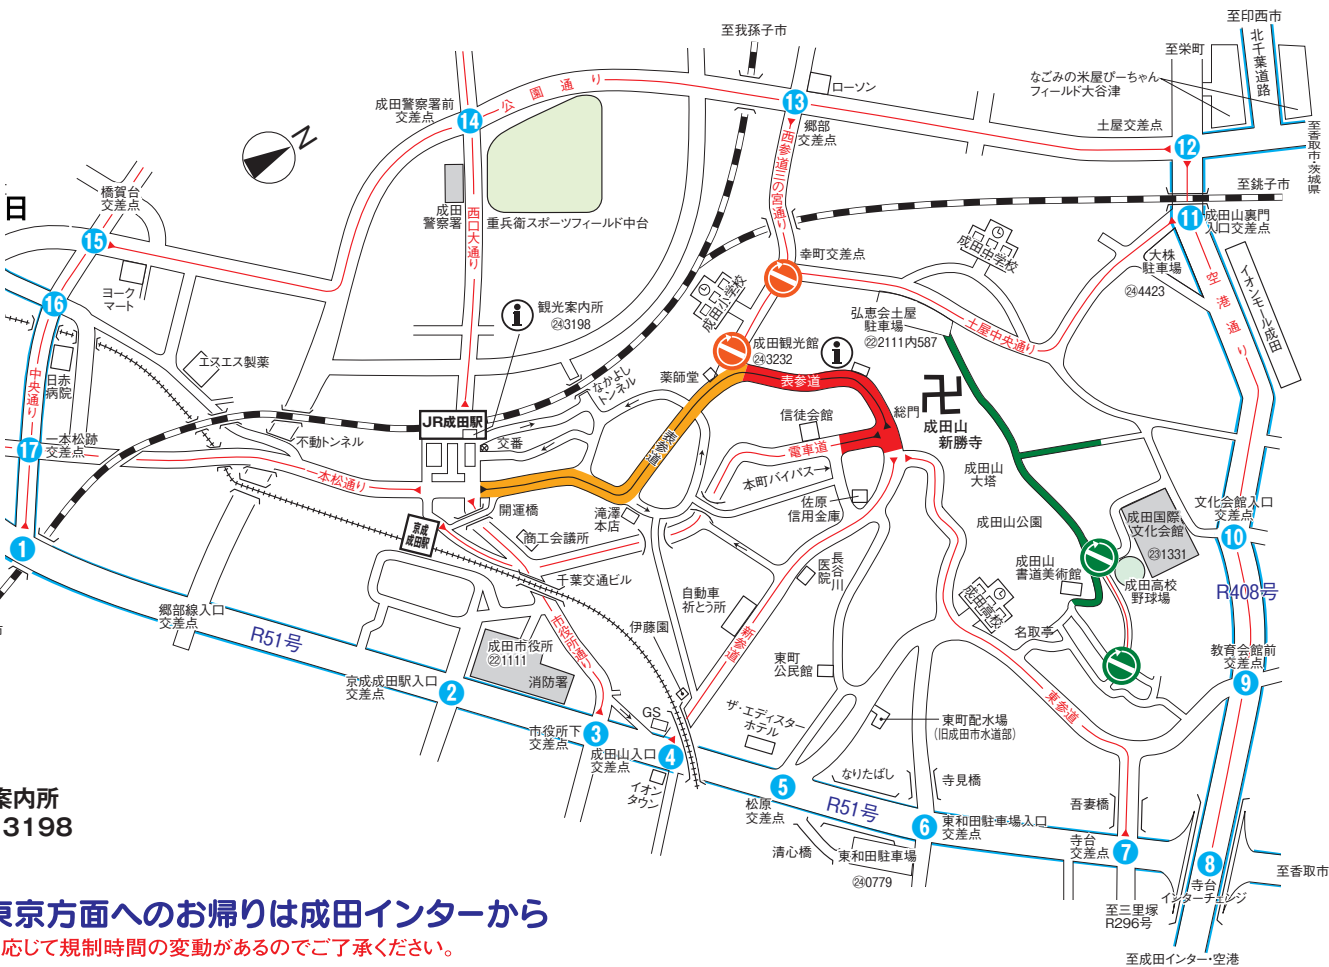 至印西市
至我孫子市
北千葉道路
至栄町
なごみの米屋ぴーちゃん
フィールド大谷津
ローソン
公園通り
成田警察署前
交差点
14
13
郷部
交差点
土屋交差点
12
至香取市・茨城県
N
日
橋賀台
交差点
15
成田
警察署
西口大通り
重兵衛スポーツフィールド中台
西参道三の宮通り
至銚子市
11
成田山裏門
入口交差点
成田中学校
幸町交差点
大株
駐車場
㉔4423
空港通り
イオンモール成田
ヨーク
マート
16
観光案内所
㉔3198
成田小学校
弘恵会土屋
駐車場
㉒2111内587
土屋中央通り
エスエス製薬
成田観光館
㉔3232
日赤
病院
中央通り
薬師堂
なかよし
トンネル
表参道
卍
成田山
新勝寺
総門
信徒会館
JR成田駅
交番
表参道
電車道
一本松跡
交差点
17
不動トンネル
本松通り
本町バイパス
成田山
大塔
開運橋
滝澤
本店
佐原
信用金庫
成田山公園
成田国際
文化会館
㉓1331
文化会館入口
交差点
10
京成
成田駅
商工会議所
1
千葉交通ビル
長谷川
医院
成田山
書道美術館
成田高校
野球場
R408号
自動車
祈とう所
成田高校
郷部線入口
交差点
R51号
市役所通り
伊藤園
新参道
名取亭
成田市役所
㉒1111
消防署
東町
公民館
教育会館前
交差点
9
京成成田駅入口
交差点
2
東参道
GS
ザ・エディスター
ホテル
東町配水場
(旧成田市水道部)
市役所下
交差点
3
成田山入口
交差点
4
イオン
タウン
なりたばし
寺見橋
5
松原
交差点
R51号
6
東和田駐車場入口
交差点
吾妻橋
案内所
3198
清心橋
東和田駐車場
㉔0779
寺台
交差点
7
8
寺台
インターチェンジ
至香取市
至三里塚
R296号
東京方面へのお帰りは成田インターから
応じて規制時間の変動があるのでご了承ください。
至成田インター・空港